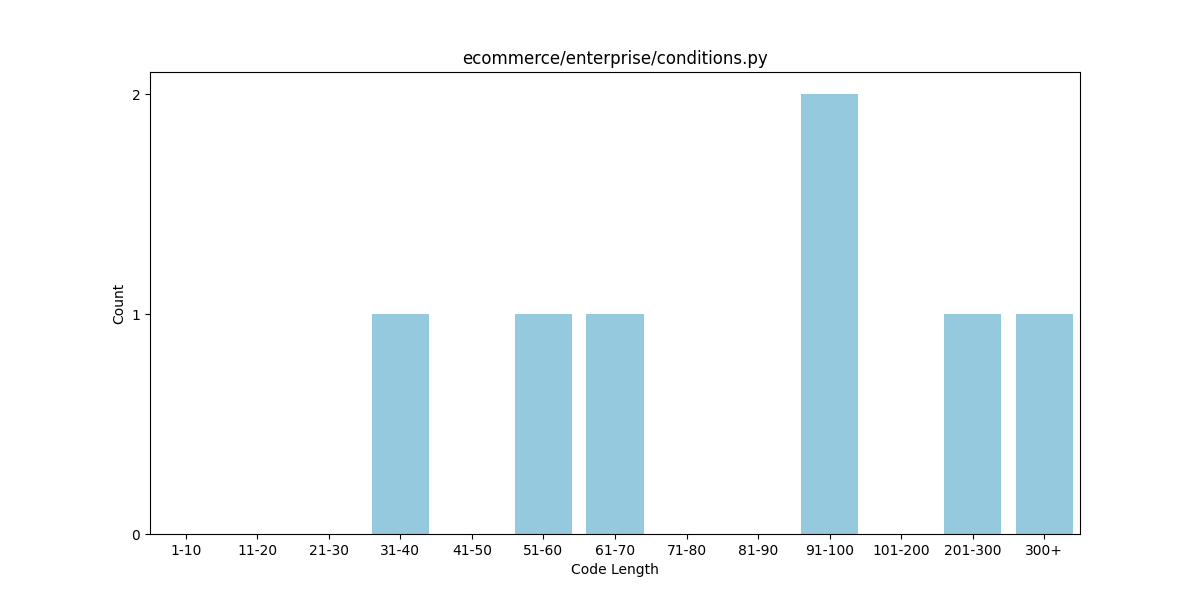 ecommerce/enterprise/conditions.py
2
1
0
Count
1-10 11-20 21-30 31-40 41-50 51-60 61-70 71-80 81-90 91-100 101-200 201-300 300+
Code Length